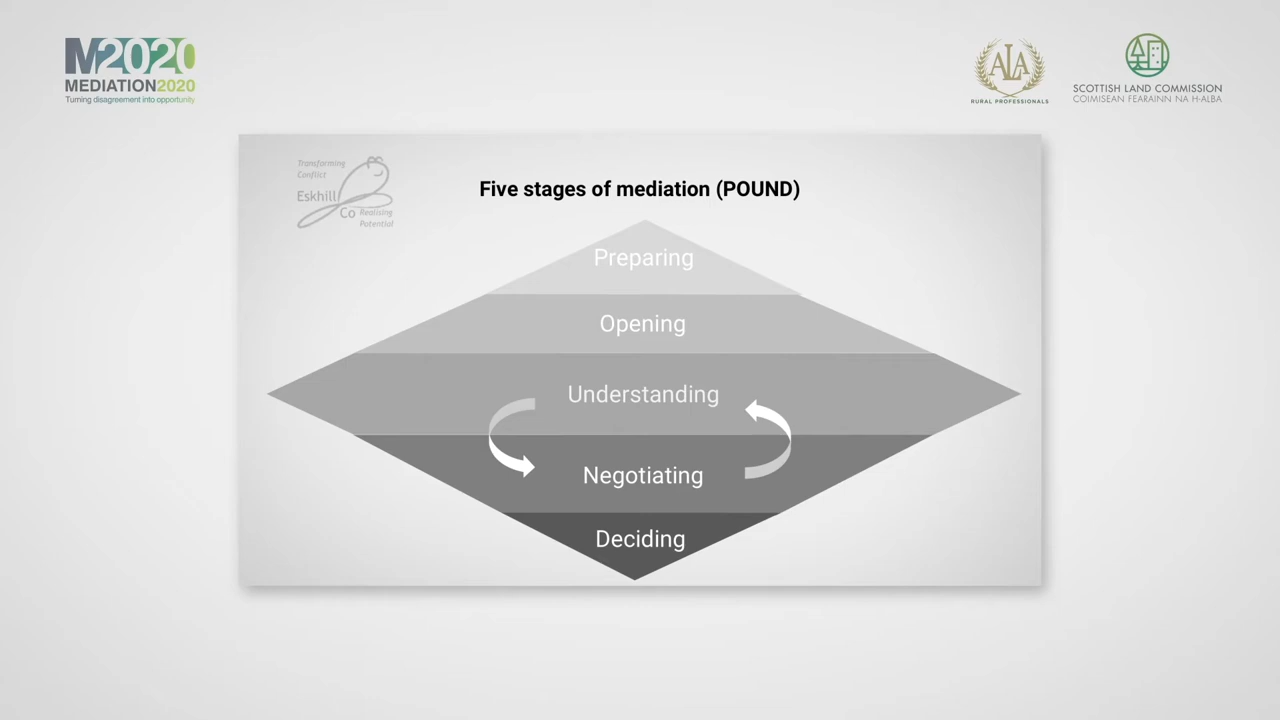 M2020
MEDIATION2020
Turning disagreement into opportunity
ALA
RURAL PROFESSIONALS
SCOTTISH LAND COMMISSION
COIMISEAN FEARAINN NA H-ALBA
Transforming
Conflict
Eskhill
Co Realising
Potential
Five stages of mediation (POUND)
Preparing
Opening
Understanding
Negotiating
Deciding